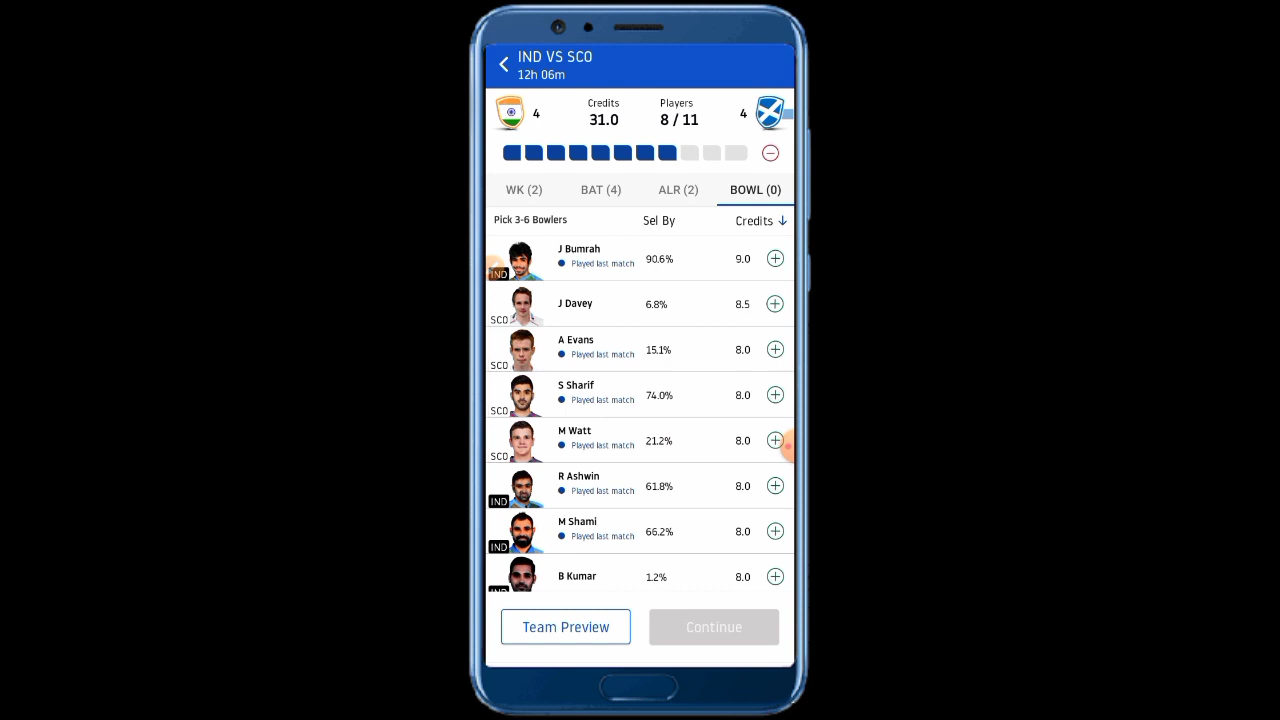 IND VS SCO
12h 06m
4
Credits
31.0
Players
8 / 11
4
WK (2)
BAT (4)
ALR (2)
BOWL (0)
Pick 3-6 Bowlers
Sel By
Credits
IND
J Bumrah
Played last match
90.6%
9.0
SCO
J Davey
6.8%
8.5
SCO
A Evans
Played last match
15.1%
8.0
SCO
S Sharif
Played last match
74.0%
8.0
SCO
M Watt
Played last match
21.2%
8.0
IND
R Ashwin
Played last match
61.8%
8.0
IND
M Shami
Played last match
66.2%
8.0
B Kumar
1.2%
8.0
Team Preview
Continue